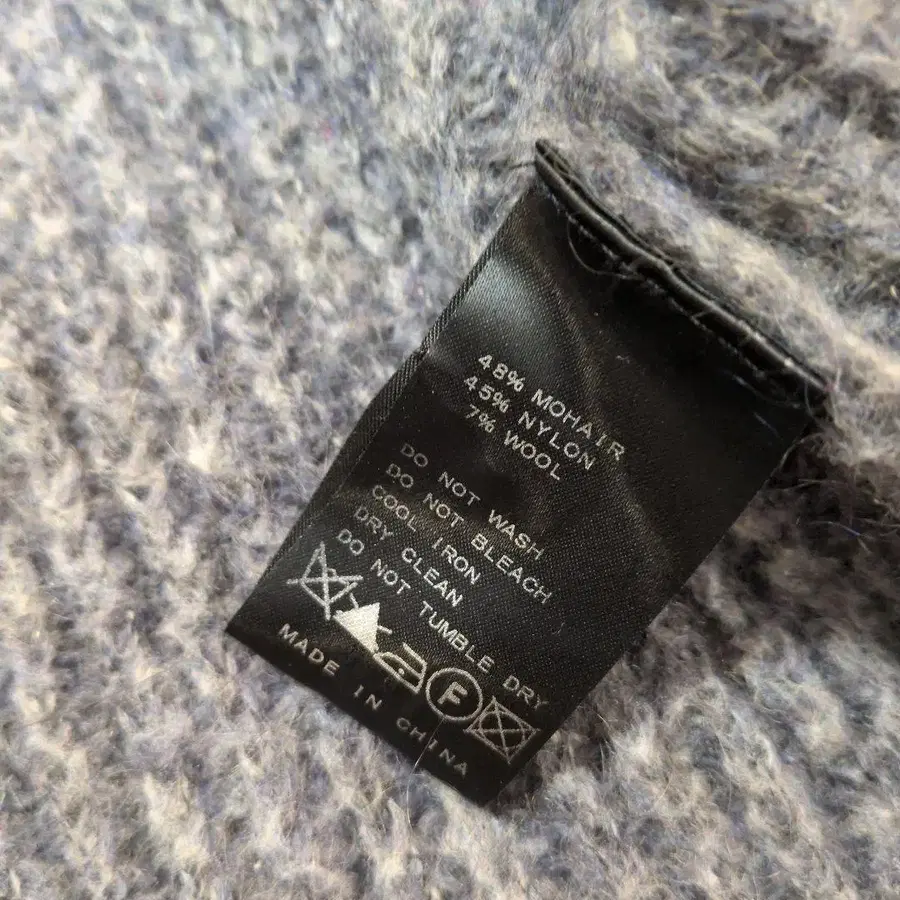 48% MOHAIR
45% NYLON
7% WOOL
DO NOT WASH
DO NOT BLEACH
COOL IRON
DRY CLEAN
DO NOT TUMBLE DRY
F
MADE IN CHINA